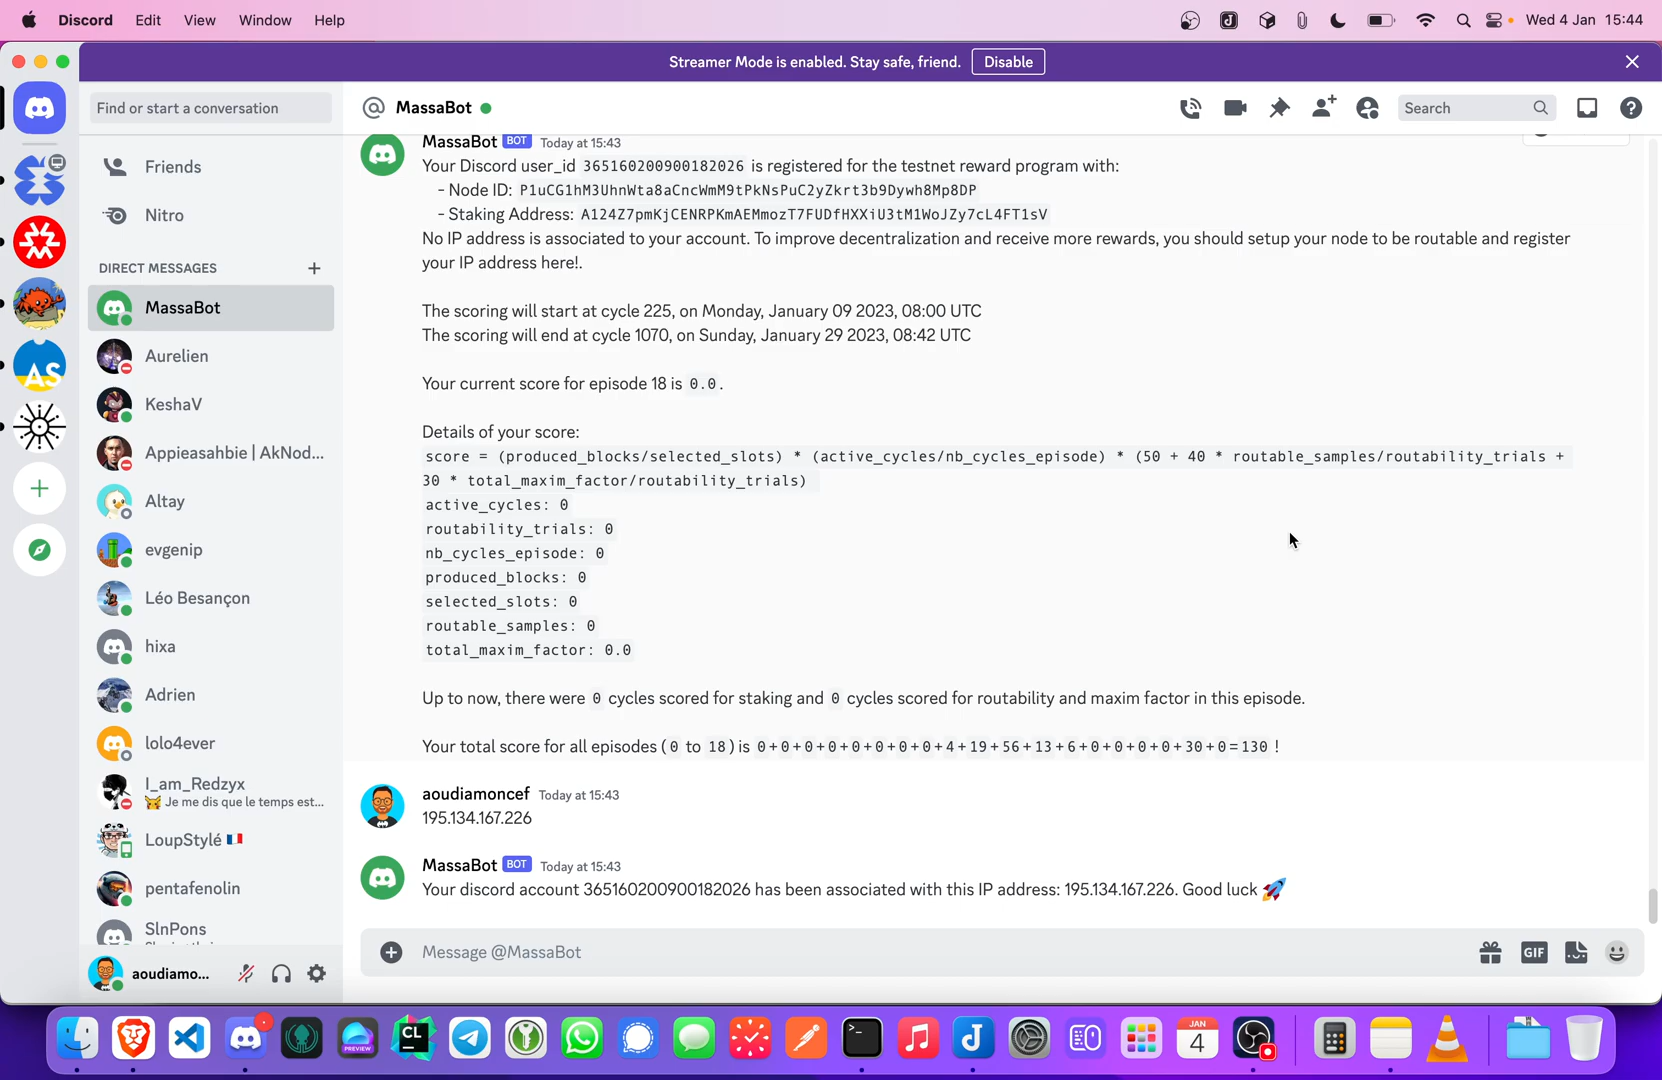 Discord Edit View Window Help
Wed 4 Jan 15:44
Streamer Mode is enabled. Stay safe, friend. Disable
Find or start a conversation
MassaBot
Search
Friends
Nitro
DIRECT MESSAGES
MassaBot
Aurelien
KeshaV
Appieasahbie | AkNod...
Altay
evgenip
Léo Besançon
hixa
Adrien
lolo4ever
I_am_Redzyx
Je me dis que le temps est...
LoupStylé
pentafenolin
SlnPons
aoudiamo...
AS
MassaBot BOT Today at 15:43
Your Discord user_id 365160200900182026 is registered for the testnet reward program with:
- Node ID: P1uCG1hM3UhnWta8aCncWmM9tPkNsPuC2yZkrt3b9Dywh8Mp8DP
- Staking Address: A124Z7pmKjCENRPKmAEMmozT7FUDfHXXiU3tM1WoJZy7cL4FT1sV
No IP address is associated to your account. To improve decentralization and receive more rewards, you should setup your node to be routable and register
your IP address here!.
The scoring will start at cycle 225, on Monday, January 09 2023, 08:00 UTC
The scoring will end at cycle 1070, on Sunday, January 29 2023, 08:42 UTC
Your current score for episode 18 is 0.0.
Details of your score:
score = (produced_blocks/selected_slots) * (active_cycles/nb_cycles_episode) * (50 + 40 * routable_samples/routability_trials +
30 * total_maxim_factor/routability_trials)
active_cycles: 0
routability_trials: 0
nb_cycles_episode: 0
produced_blocks: 0
selected_slots: 0
routable_samples: 0
total_maxim_factor: 0.0
Up to now, there were 0 cycles scored for staking and 0 cycles scored for routability and maxim factor in this episode.
Your total score for all episodes (0 to 18) is 0+0+0+0+0+0+0+0+4+19+56+13+6+0+0+0+0+30+0=130 !
aoudiamoncef Today at 15:43
195.134.167.226
MassaBot BOT Today at 15:43
Your discord account 365160200900182026 has been associated with this IP address: 195.134.167.226. Good luck
Message @MassaBot
GIF
PREVIEW
CL
JAN
4